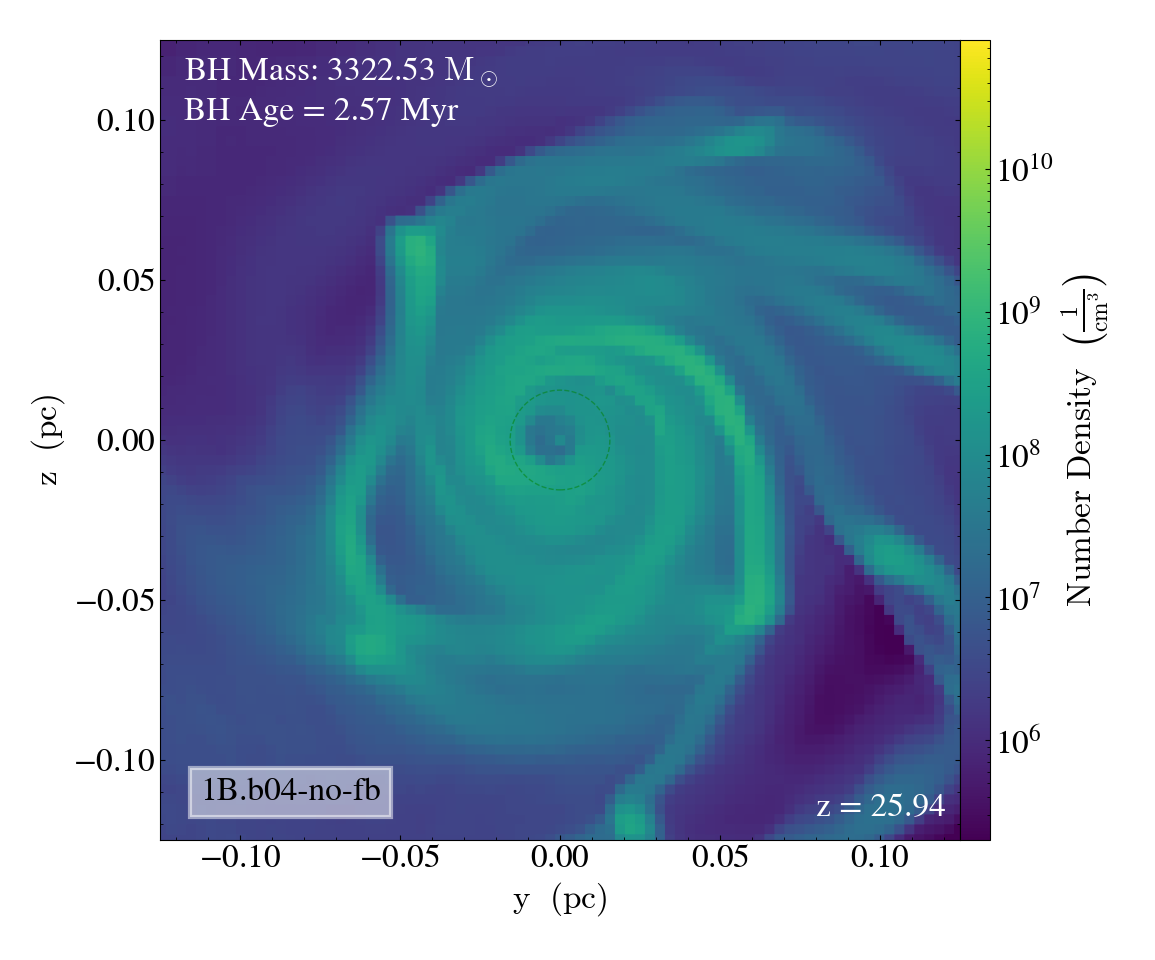 BH Mass: 3322.53 M⊙
BH Age = 2.57 Myr
0.10
0.05
0.00
−0.05
−0.10
z (pc)
1B.b04-no-fb
z = 25.94
−0.10
−0.05
0.00
0.05
0.10
y (pc)
10^10
10^9
10^8
10^7
10^6
Number Density (1/cm^3)